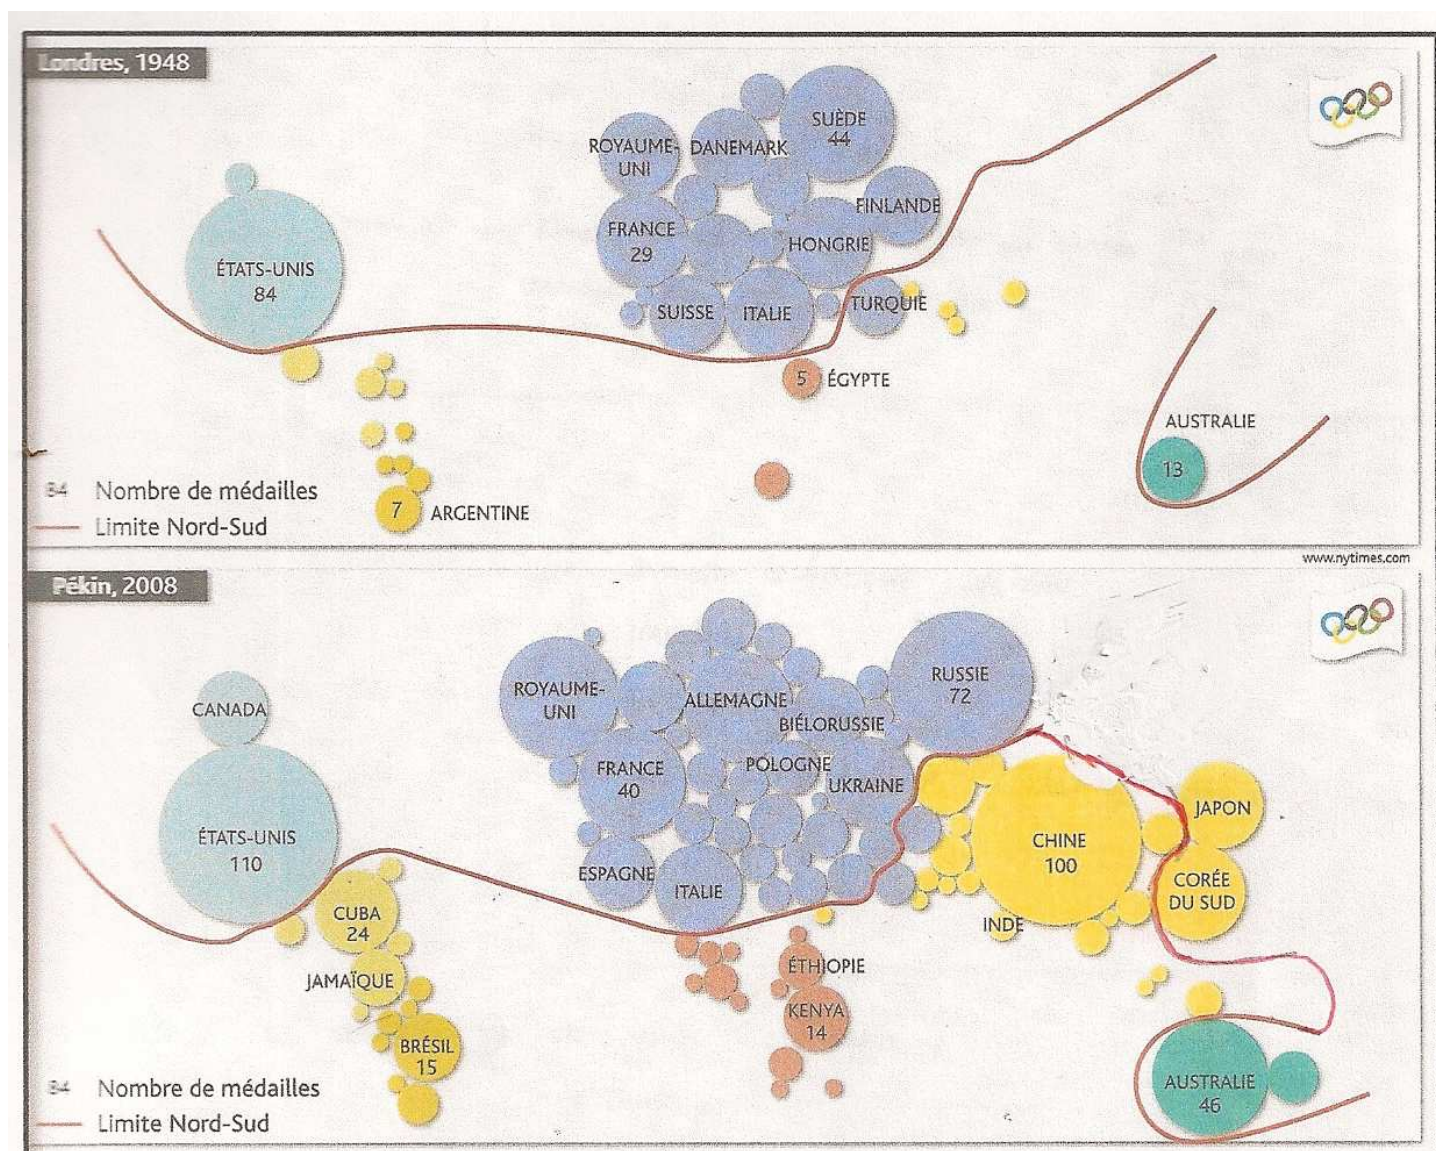 Londres, 1948
SUÈDE
44
ROYAUME-
UNI
DANEMARK
FINLANDE
FRANCE
29
HONGRIE
ÉTATS-UNIS
84
SUISSE
ITALIE
TURQUIE
5 ÉGYPTE
AUSTRALIE
13
84 Nombre de médailles
7 ARGENTINE
Limite Nord-Sud
www.nytimes.com
Pékin, 2008
ROYAUME-
UNI
ALLEMAGNE
RUSSIE
72
CANADA
BIÉLORUSSIE
FRANCE
40
POLOGNE
UKRAINE
JAPON
ÉTATS-UNIS
110
CHINE
100
ESPAGNE
ITALIE
CORÉE
DU SUD
CUBA
24
INDE
JAMAÏQUE
ÉTHIOPIE
KENYA
14
BRÉSIL
15
AUSTRALIE
46
84 Nombre de médailles
Limite Nord-Sud